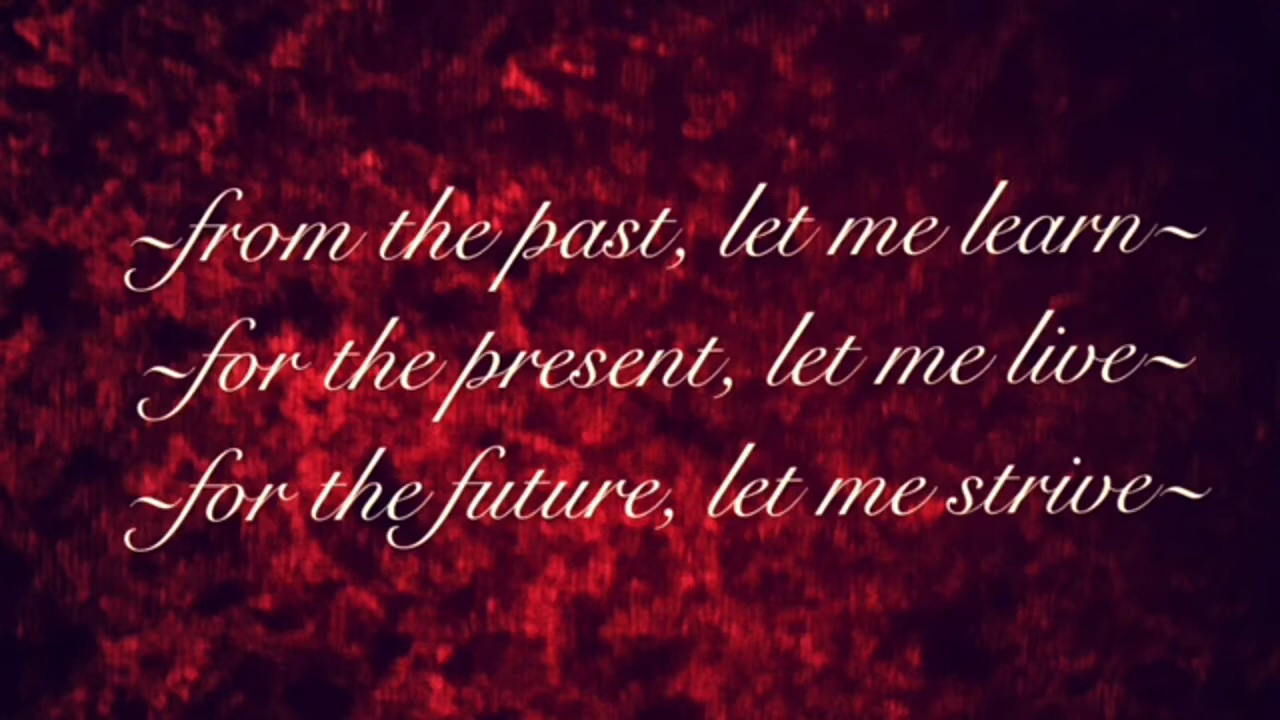 ~from the past, let me learn~
~for the present, let me live~
~for the future, let me strive~